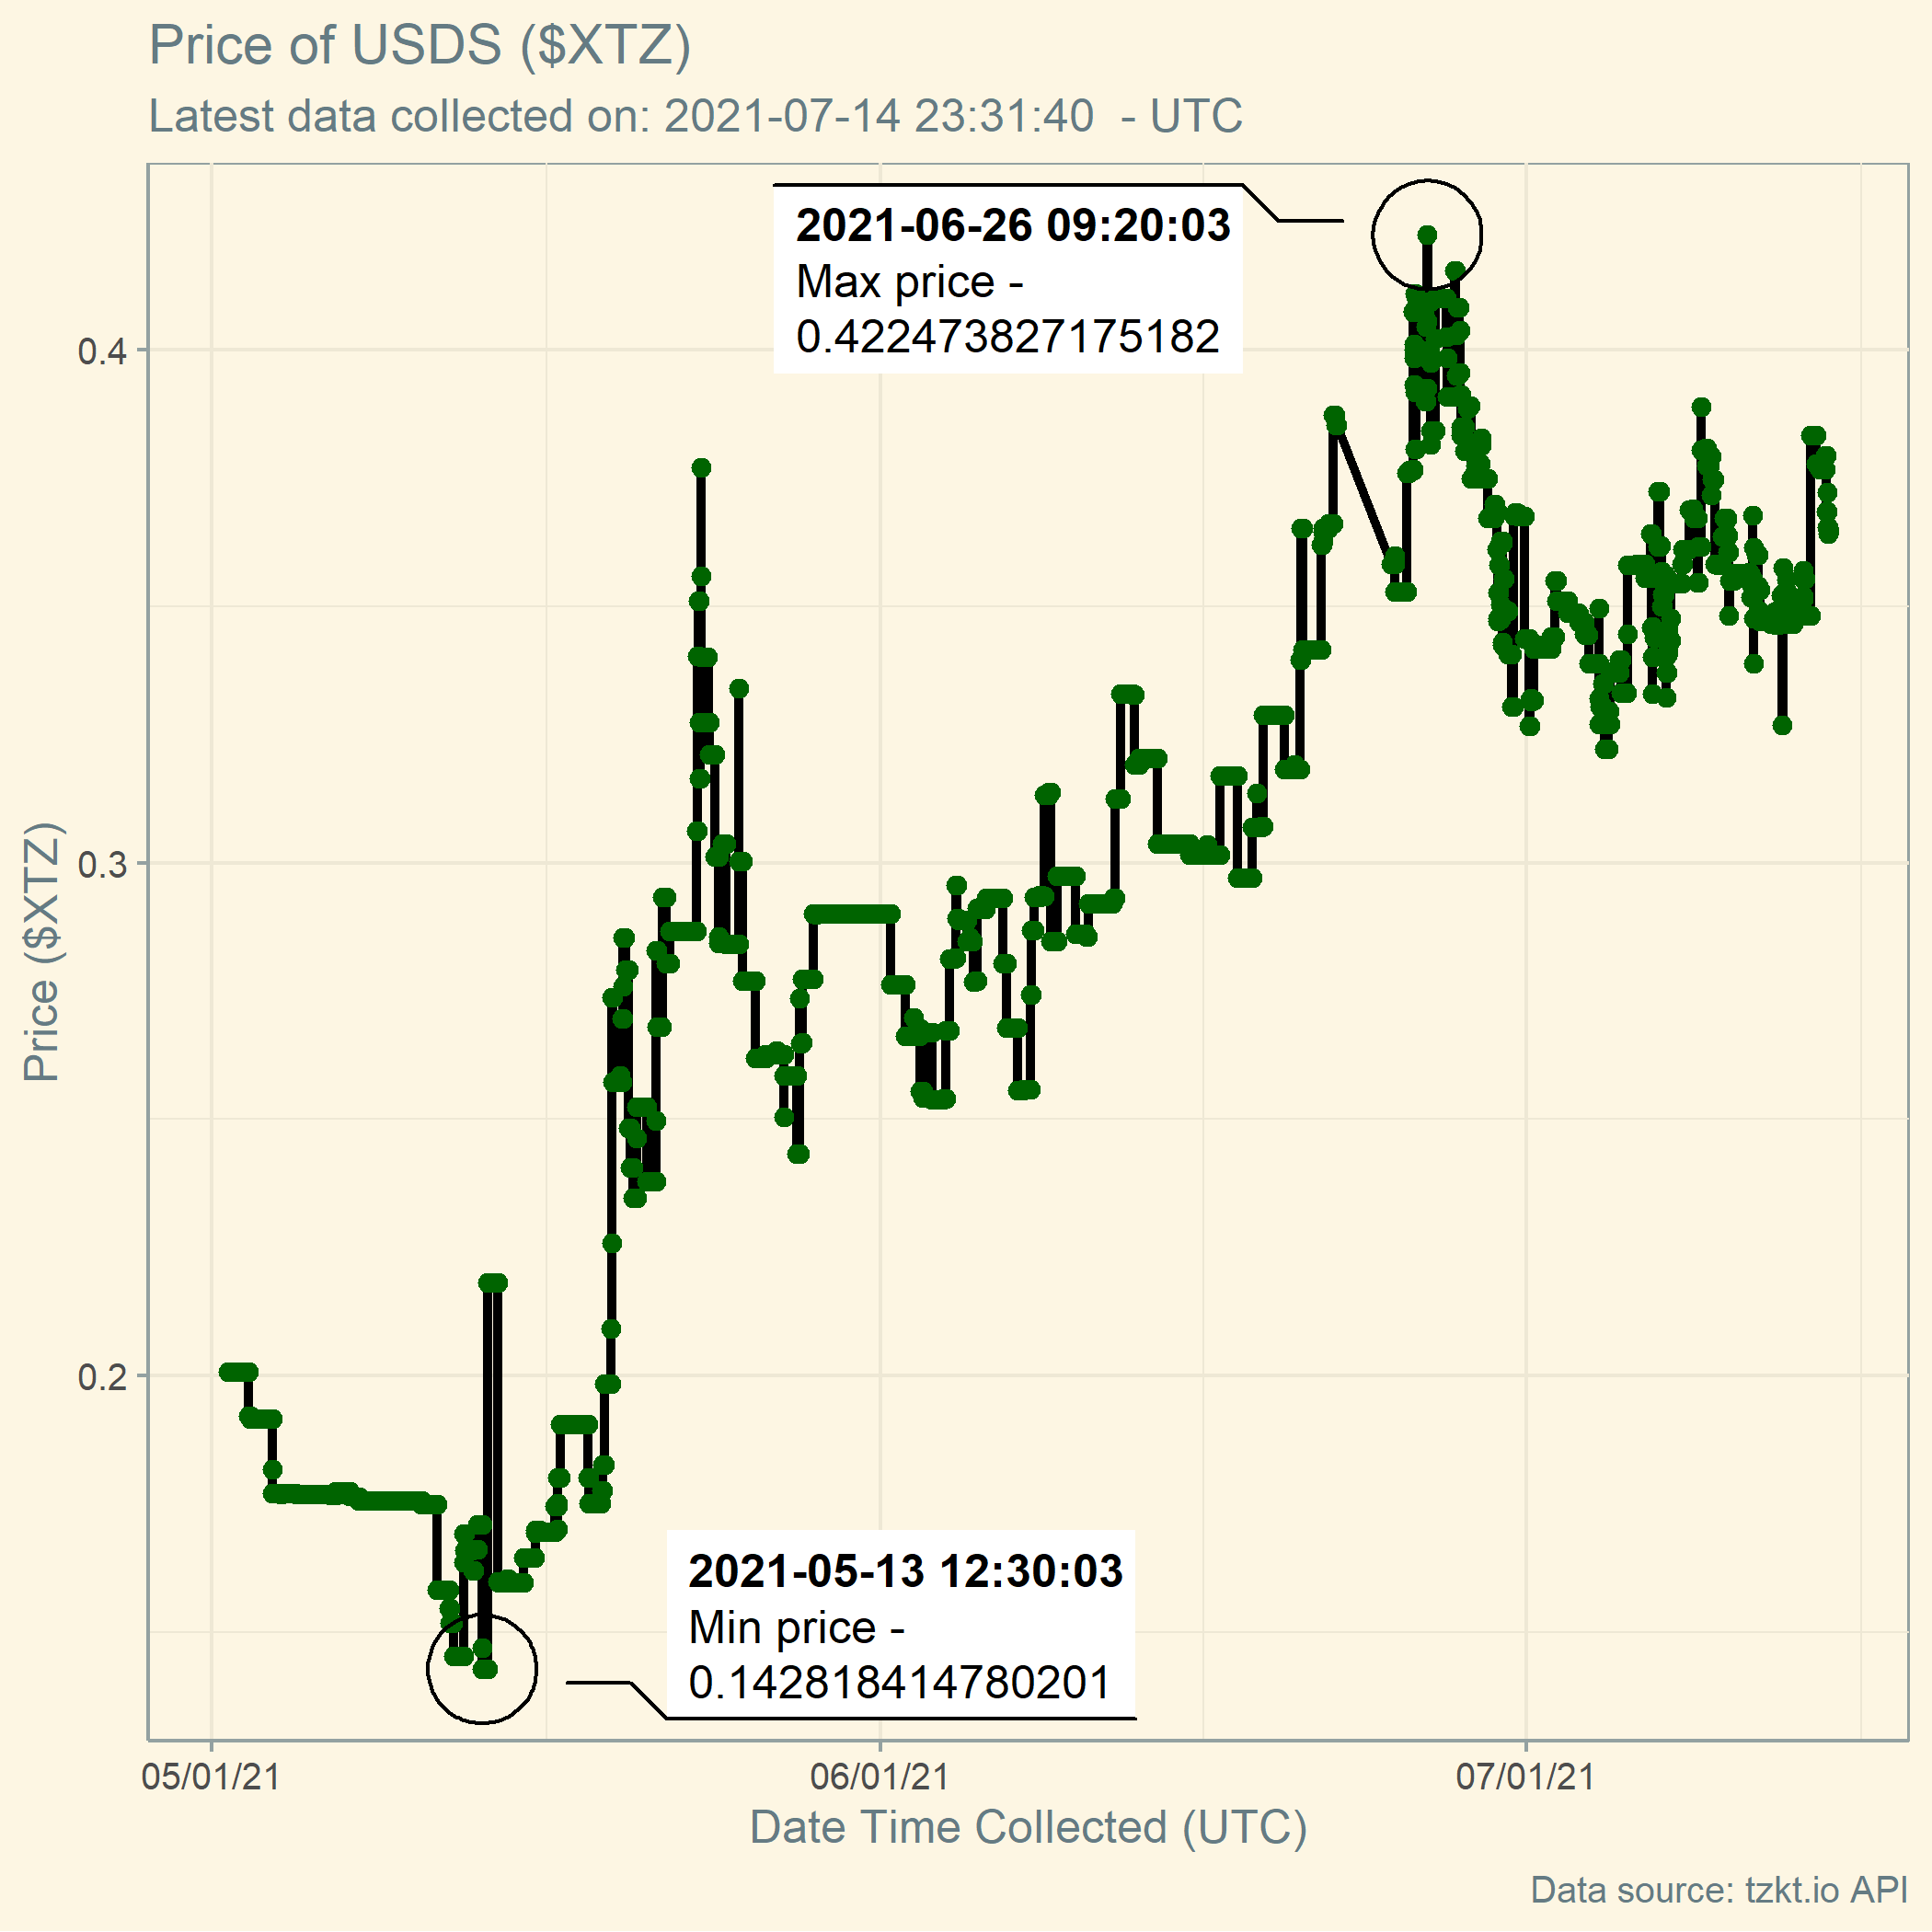 Price of USDS ($XTZ)
Latest data collected on: 2021-07-14 23:31:40  - UTC
2021-06-26 09:20:03
Max price -
0.422473827175182
0.4
0.3
0.2
Price ($XTZ)
2021-05-13 12:30:03
Min price -
0.142818414780201
05/01/21
06/01/21
07/01/21
Date Time Collected (UTC)
Data source: tzkt.io API